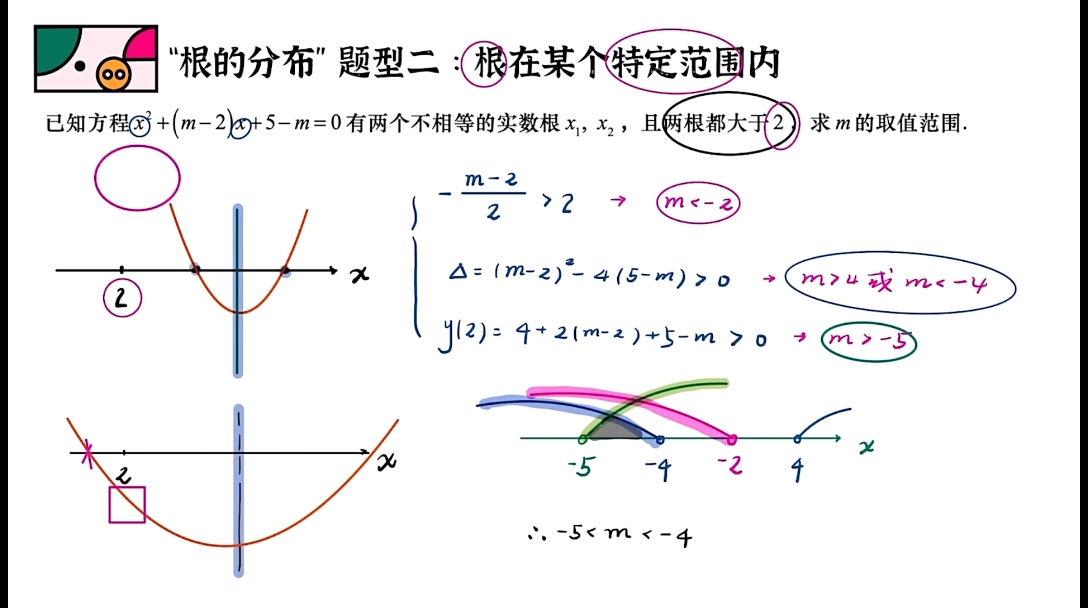 “根的分布” 题型二：根在某个特定范围内
已知方程x²+(m−2)x+5−m=0有两个不相等的实数根x₁, x₂，且两根都大于2，求m的取值范围.
− (m−2)/2 > 2 → m<−2
Δ=(m−2)²−4(5−m)>0 → m>4 或 m<−4
y(2)=4+2(m−2)+5−m>0 → m>−5
2 x
2 x
−5 −4 −2 4 x
∴ −5<m<−4